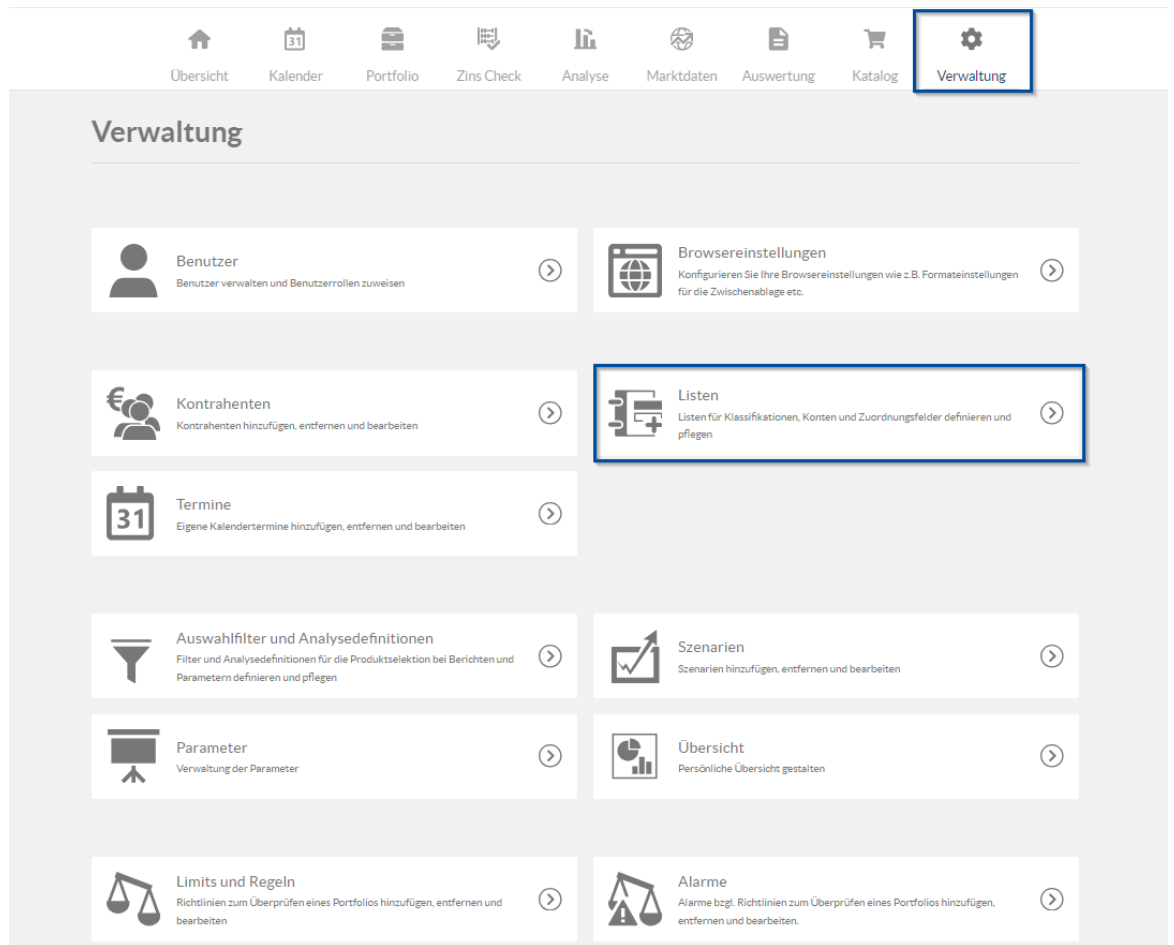 31
Übersicht Kalender Portfolio Zins Check Analyse Marktdaten Auswertung Katalog Verwaltung
Verwaltung
Benutzer
Benutzer verwalten und Benutzerrollen zuweisen
Browsereinstellungen
Konfigurieren Sie Ihre Browsereinstellungen wie z.B. Formateinstellungen
für die Zwischenablage etc.
€
Kontrahenten
Kontrahenten hinzufügen, entfernen und bearbeiten
Listen
Listen für Klassifikationen, Konten und Zuordnungsfelder definieren und
pflegen
31
Termine
Eigene Kalendertermine hinzufügen, entfernen und bearbeiten
Auswahlfilter und Analysedefinitionen
Filter und Analysedefinitionen für die Produktselektion bei Berichten und
Parametern definieren und pflegen
Szenarien
Szenarien hinzufügen, entfernen und bearbeiten
Parameter
Verwaltung der Parameter
Übersicht
Persönliche Übersicht gestalten
Limits und Regeln
Richtlinien zum Überprüfen eines Portfolios hinzufügen, entfernen und
bearbeiten
Alarme
Alarme bzgl. Richtlinien zum Überprüfen eines Portfolios hinzufügen,
entfernen und bearbeiten.